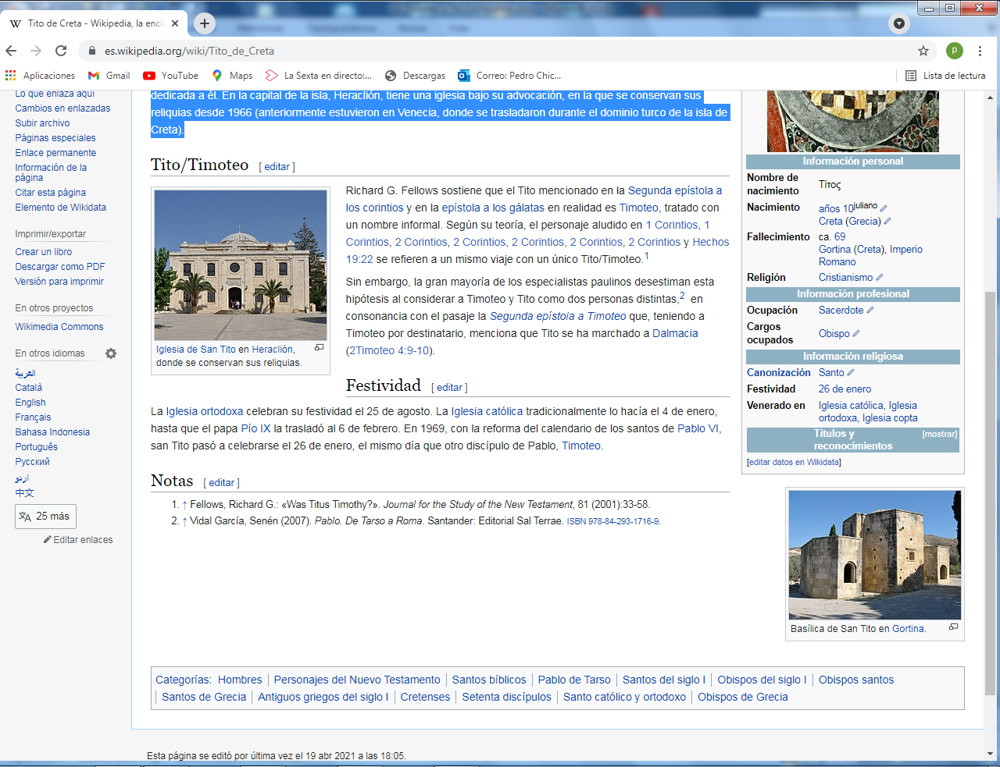 Tito de Creta - Wikipedia, la enci
es.wikipedia.org/wiki/Tito_de_Creta
P
Aplicaciones
Gmail
YouTube
Maps
La Sexta en directo:...
Descargas
Correo: Pedro Chic...
Lista de lectura
Lo que enlaza aquí
Cambios en enlazadas
Subir archivo
Páginas especiales
Enlace permanente
Información de la
página
Citar esta página
Elemento de Wikidata
Imprimir/exportar
Crear un libro
Descargar como PDF
Versión para imprimir
En otros proyectos
Wikimedia Commons
En otros idiomas
العربية
Català
English
Français
Bahasa Indonesia
Português
Русский
اردو
中文
25 más
Editar enlaces
dedicada a él. En la capital de la isla, Heraclión, tiene una iglesia bajo su advocación, en la que se conservan sus
reliquias desde 1966 (anteriormente estuvieron en Venecia, donde se trasladaron durante el dominio turco de la isla de
Creta).
Tito/Timoteo [ editar ]
Iglesia de San Tito en Heraclión,
donde se conservan sus reliquias.
Richard G. Fellows sostiene que el Tito mencionado en la Segunda epístola a
los corintios y en la epístola a los gálatas en realidad es Timoteo, tratado con
un nombre informal. Según su teoría, el personaje aludido en 1 Corintios, 1
Corintios, 2 Corintios, 2 Corintios, 2 Corintios, 2 Corintios, 2 Corintios y Hechos
19:22 se refieren a un mismo viaje con un único Tito/Timoteo.1
Sin embargo, la gran mayoría de los especialistas paulinos desestiman esta
hipótesis al considerar a Timoteo y Tito como dos personas distintas,2 en
consonancia con el pasaje la Segunda epístola a Timoteo que, teniendo a
Timoteo por destinatario, menciona que Tito se ha marchado a Dalmacia
(2Timoteo 4:9-10).
Festividad [ editar ]
La Iglesia ortodoxa celebran su festividad el 25 de agosto. La Iglesia católica tradicionalmente lo hacía el 4 de enero,
hasta que el papa Pío IX la trasladó al 6 de febrero. En 1969, con la reforma del calendario de los santos de Pablo VI,
san Tito pasó a celebrarse el 26 de enero, el mismo día que otro discípulo de Pablo, Timoteo.
Notas [ editar ]
1. ↑ Fellows, Richard G.: «Was Titus Timothy?». Journal for the Study of the New Testament, 81 (2001):33-58.
2. ↑ Vidal García, Senén (2007). Pablo. De Tarso a Roma. Santander: Editorial Sal Terrae. ISBN 978-84-293-1716-9.
Información personal
Nombre de
nacimiento Τίτος
Nacimiento años 10juliano
Creta (Grecia)
Fallecimiento ca. 69
Gortina (Creta), Imperio
Romano
Religión Cristianismo
Información profesional
Ocupación Sacerdote
Cargos
ocupados Obispo
Información religiosa
Canonización Santo
Festividad 26 de enero
Venerado en Iglesia católica, Iglesia
ortodoxa, Iglesia copta
Títulos y
reconocimientos [mostrar]
[editar datos en Wikidata]
Basílica de San Tito en Gortina.
Categorías: Hombres | Personajes del Nuevo Testamento | Santos bíblicos | Pablo de Tarso | Santos del siglo I | Obispos del siglo I | Obispos santos
| Santos de Grecia | Antiguos griegos del siglo I | Cretenses | Setenta discípulos | Santo católico y ortodoxo | Obispos de Grecia
Esta página se editó por última vez el 19 abr 2021 a las 18:05.